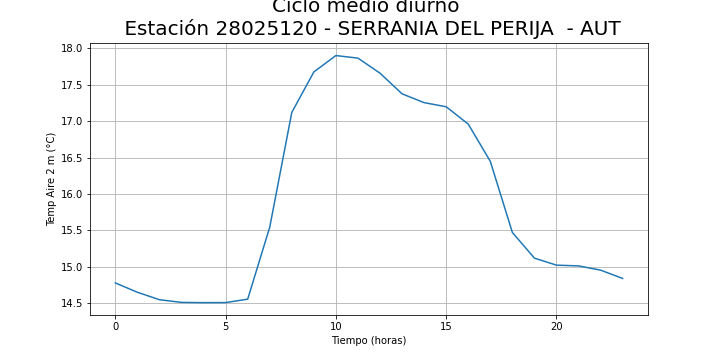 Ciclo medio diurno
Estación 28025120 - SERRANIA DEL PERIJA - AUT
18.0
17.5
17.0
16.5
16.0
15.5
15.0
14.5
Temp Aire 2 m (°C)
0 5 10 15 20
Tiempo (horas)